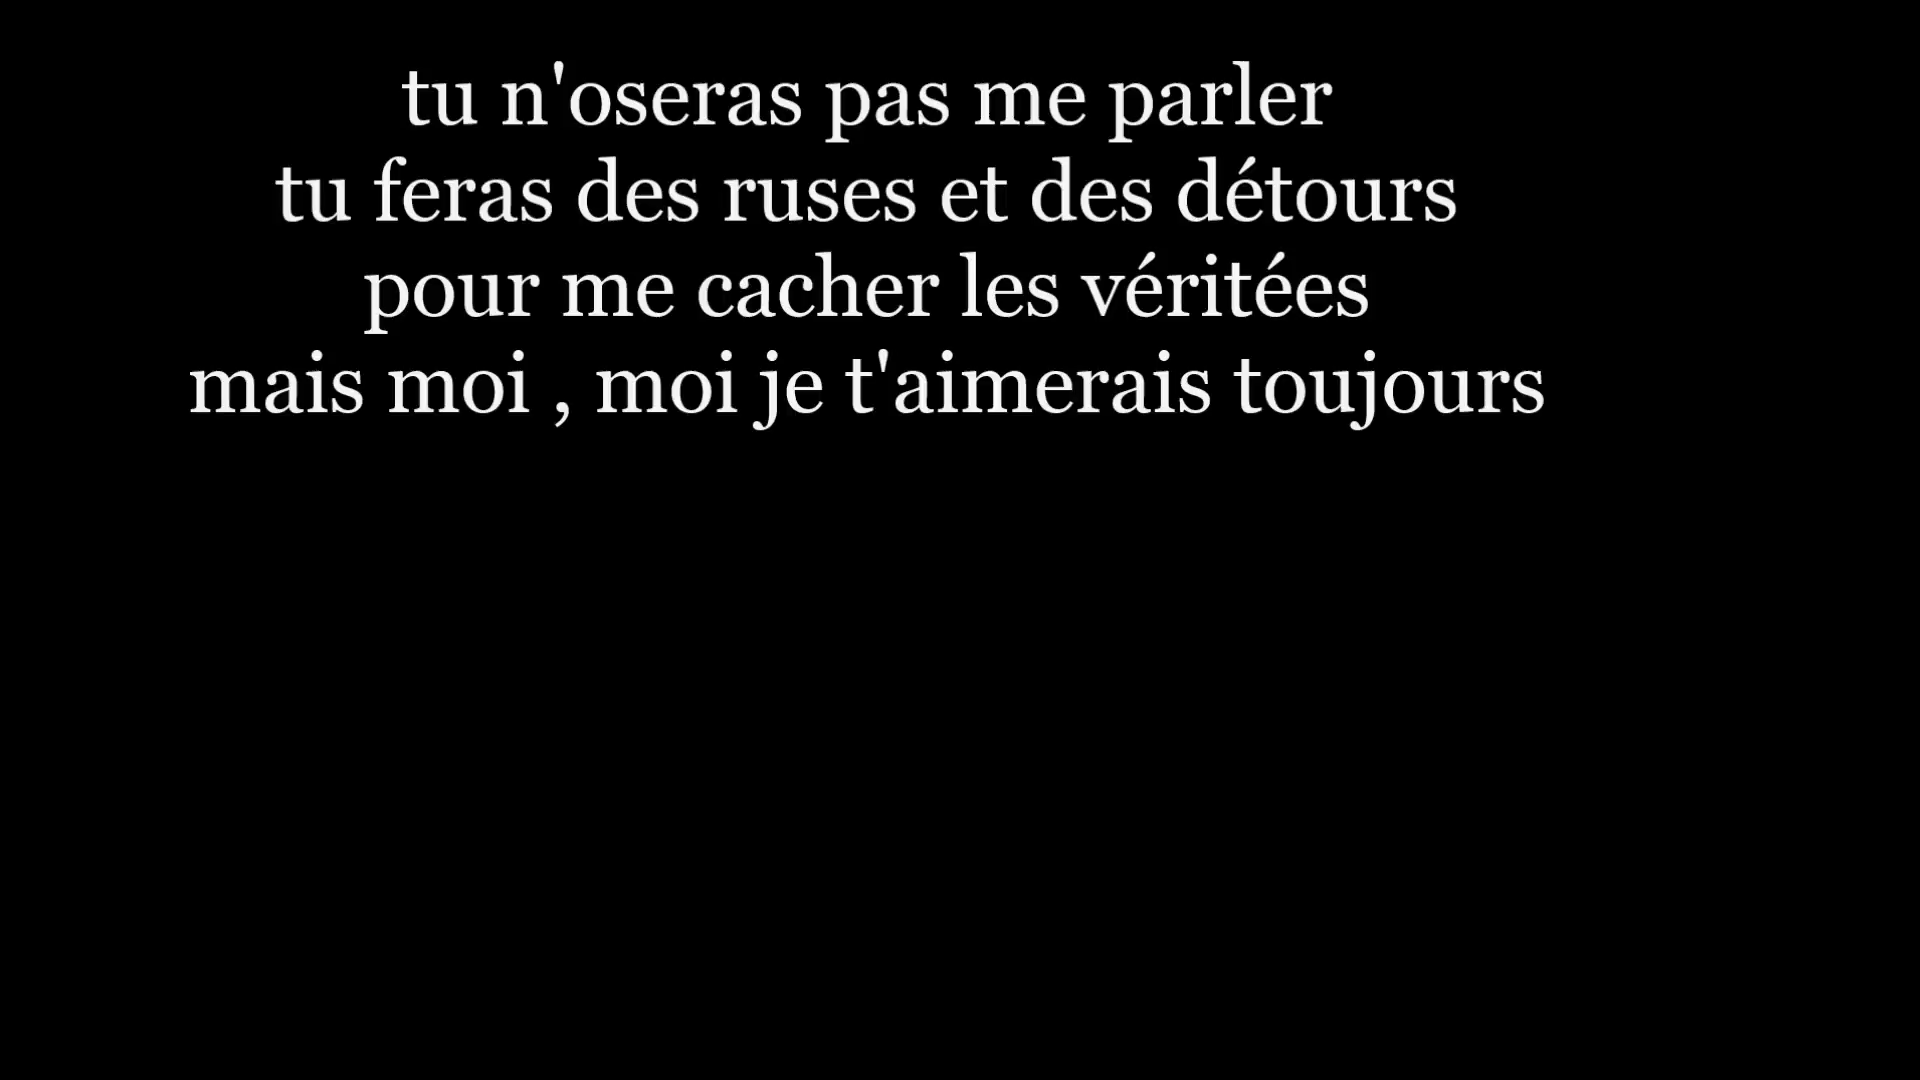 tu n'oseras pas me parler
tu feras des ruses et des détours
pour me cacher les véritées
mais moi , moi je t'aimerais toujours